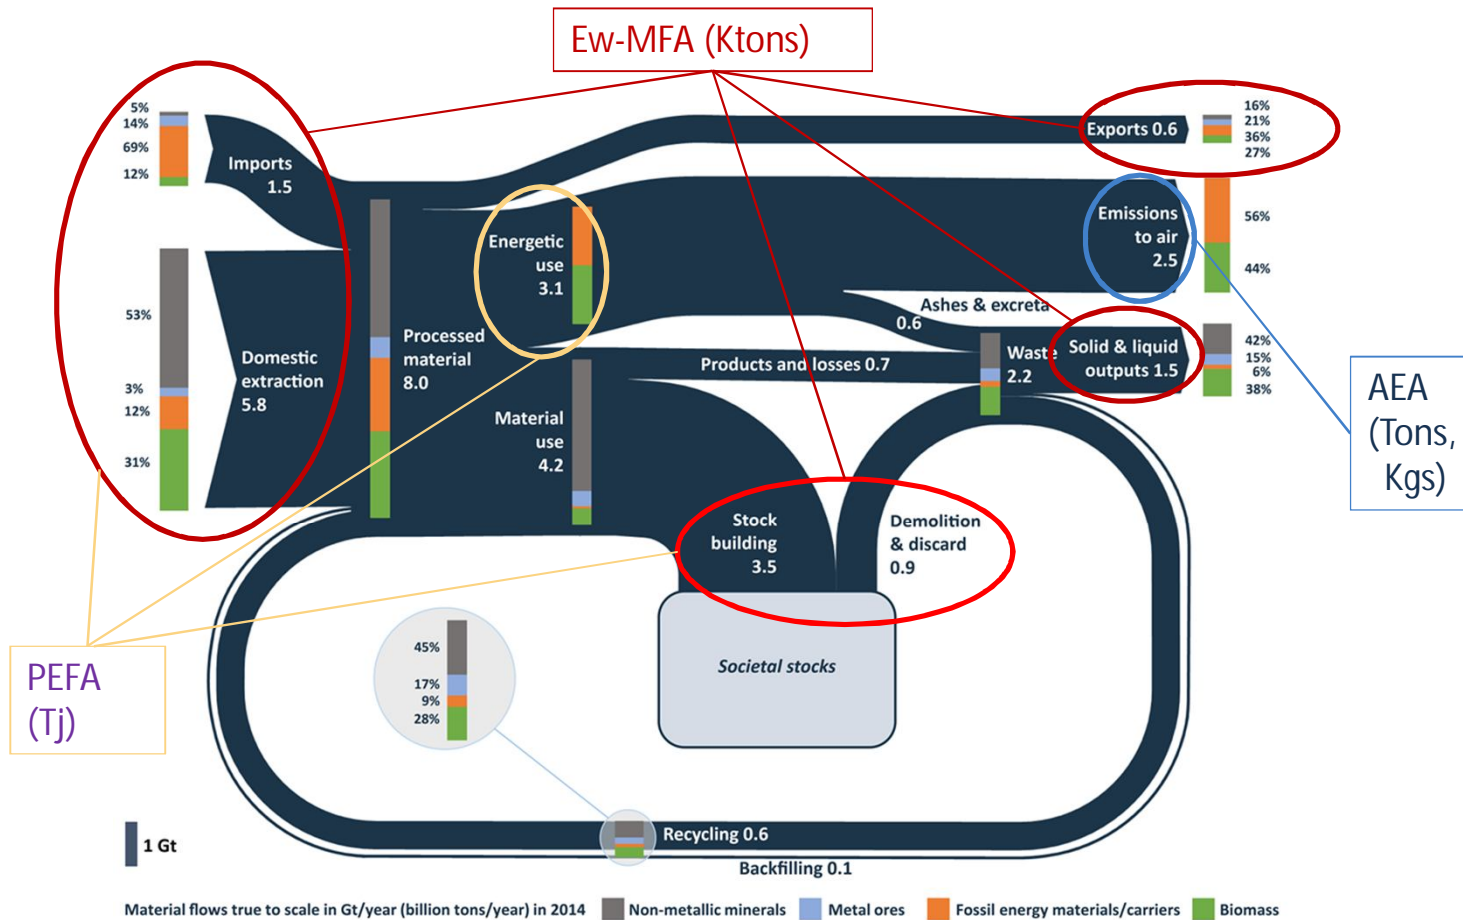 Ew-MFA (Ktons)
5%
14%
69%
12%
Imports
1.5
Exports 0.6
16%
21%
36%
27%
Energetic
use
3.1
Emissions
to air
2.5
56%
44%
53%
3%
12%
31%
Domestic
extraction
5.8
Processed
material
8.0
Ashes & excreta
0.6
Products and losses 0.7
Waste
2.2
Solid & liquid
outputs 1.5
42%
15%
6%
38%
AEA
(Tons,
Kgs)
Material
use
4.2
Stock
building
3.5
Demolition
& discard
0.9
Societal stocks
PEFA
(Tj)
45%
17%
9%
28%
Recycling 0.6
Backfilling 0.1
1 Gt
Material flows true to scale in Gt/year (billion tons/year) in 2014
Non-metallic minerals
Metal ores
Fossil energy materials/carriers
Biomass